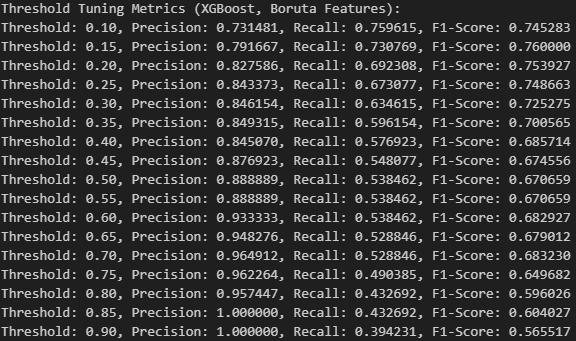 Threshold Tuning Metrics (XGBoost, Boruta Features):
Threshold: 0.10, Precision: 0.731481, Recall: 0.759615, F1-Score: 0.745283
Threshold: 0.15, Precision: 0.791667, Recall: 0.730769, F1-Score: 0.760000
Threshold: 0.20, Precision: 0.827586, Recall: 0.692308, F1-Score: 0.753927
Threshold: 0.25, Precision: 0.843373, Recall: 0.673077, F1-Score: 0.748663
Threshold: 0.30, Precision: 0.846154, Recall: 0.634615, F1-Score: 0.725275
Threshold: 0.35, Precision: 0.849315, Recall: 0.596154, F1-Score: 0.700565
Threshold: 0.40, Precision: 0.845070, Recall: 0.576923, F1-Score: 0.685714
Threshold: 0.45, Precision: 0.876923, Recall: 0.548077, F1-Score: 0.674556
Threshold: 0.50, Precision: 0.888889, Recall: 0.538462, F1-Score: 0.670659
Threshold: 0.55, Precision: 0.888889, Recall: 0.538462, F1-Score: 0.670659
Threshold: 0.60, Precision: 0.933333, Recall: 0.538462, F1-Score: 0.682927
Threshold: 0.65, Precision: 0.948276, Recall: 0.528846, F1-Score: 0.679012
Threshold: 0.70, Precision: 0.964912, Recall: 0.528846, F1-Score: 0.683230
Threshold: 0.75, Precision: 0.962264, Recall: 0.490385, F1-Score: 0.649682
Threshold: 0.80, Precision: 0.957447, Recall: 0.432692, F1-Score: 0.596026
Threshold: 0.85, Precision: 1.000000, Recall: 0.432692, F1-Score: 0.604027
Threshold: 0.90, Precision: 1.000000, Recall: 0.394231, F1-Score: 0.565517